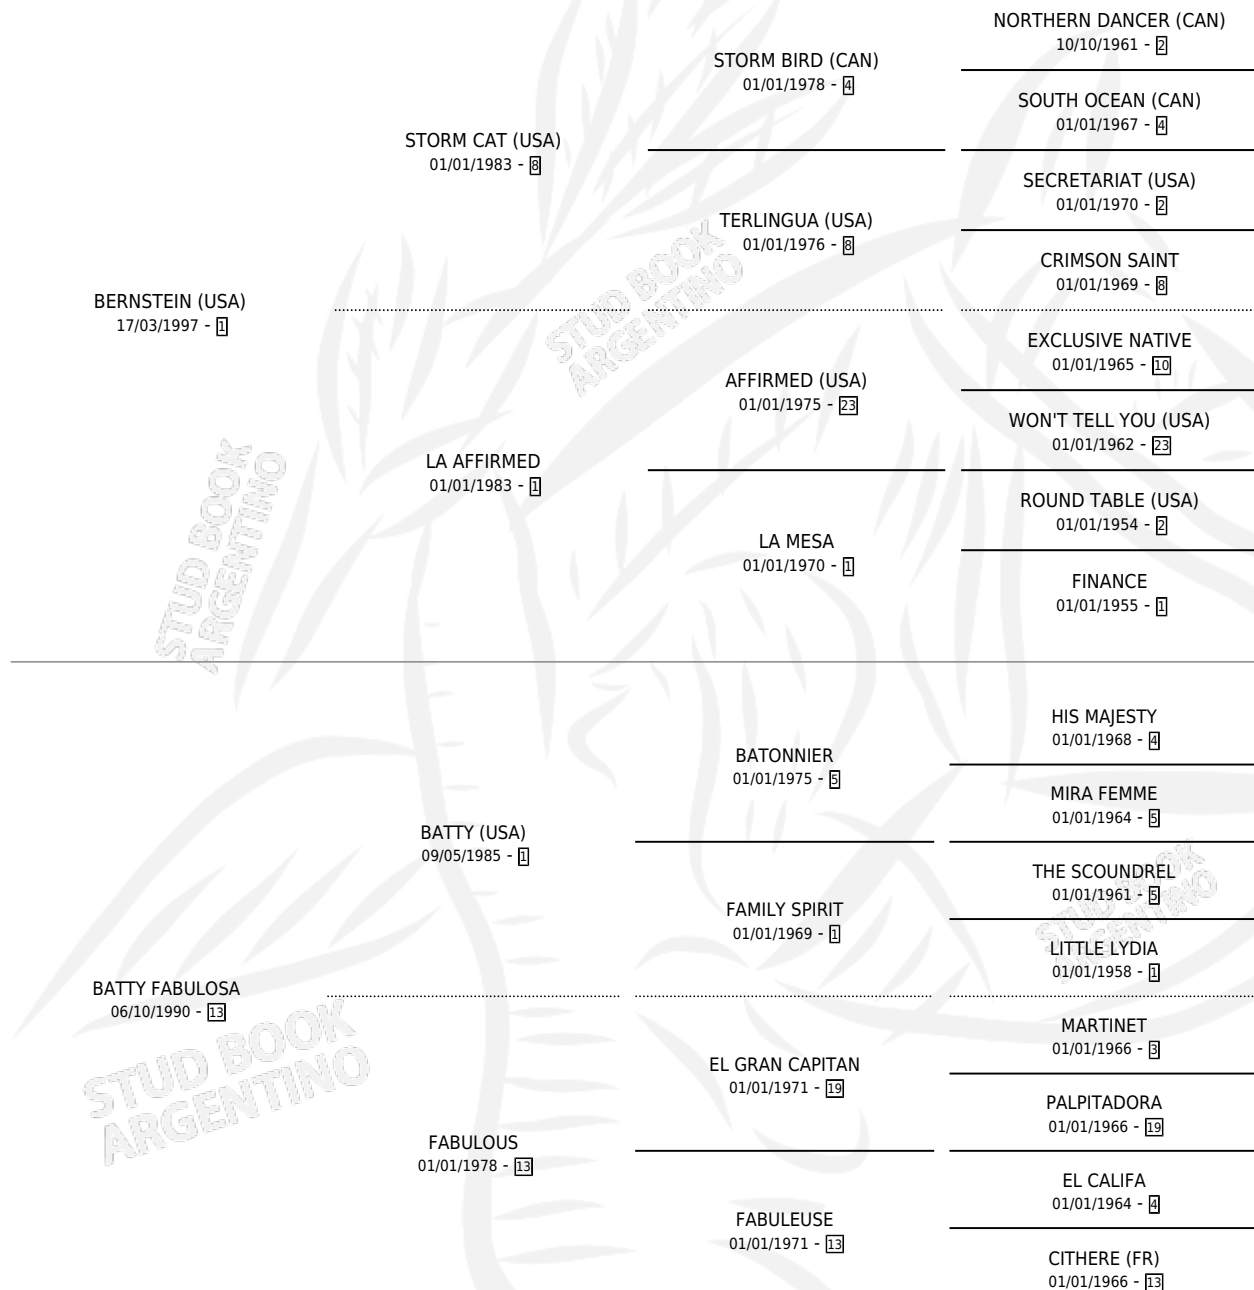 NORTHERN DANCER (CAN)
10/10/1961 - 2
STORM BIRD (CAN)
01/01/1978 - 4
SOUTH OCEAN (CAN)
01/01/1967 - 4
STORM CAT (USA)
01/01/1983 - 8
SECRETARIAT (USA)
01/01/1970 - 2
TERLINGUA (USA)
01/01/1976 - 8
CRIMSON SAINT
01/01/1969 - 8
BERNSTEIN (USA)
17/03/1997 - 1
STUD BOOK
ARGENTINO
EXCLUSIVE NATIVE
01/01/1965 - 10
AFFIRMED (USA)
01/01/1975 - 23
WON'T TELL YOU (USA)
01/01/1962 - 23
LA AFFIRMED
01/01/1983 - 1
ROUND TABLE (USA)
01/01/1954 - 2
LA MESA
01/01/1970 - 1
FINANCE
01/01/1955 - 1
STUD BOOK
ARGENTINO
HIS MAJESTY
01/01/1968 - 4
BATONNIER
01/01/1975 - 5
MIRA FEMME
01/01/1964 - 5
BATTY (USA)
09/05/1985 - 1
THE SCOUNDREL
01/01/1961 - 5
FAMILY SPIRIT
01/01/1969 - 1
STUD BOOK
ARGENTINO
LITTLE LYDIA
01/01/1958 - 1
BATTY FABULOSA
06/10/1990 - 13
STUD BOOK
ARGENTINO
MARTINET
01/01/1966 - 3
EL GRAN CAPITAN
01/01/1971 - 19
PALPITADORA
01/01/1966 - 19
FABULOUS
01/01/1978 - 13
EL CALIFA
01/01/1964 - 4
FABULEUSE
01/01/1971 - 13
CITHERE (FR)
01/01/1966 - 13